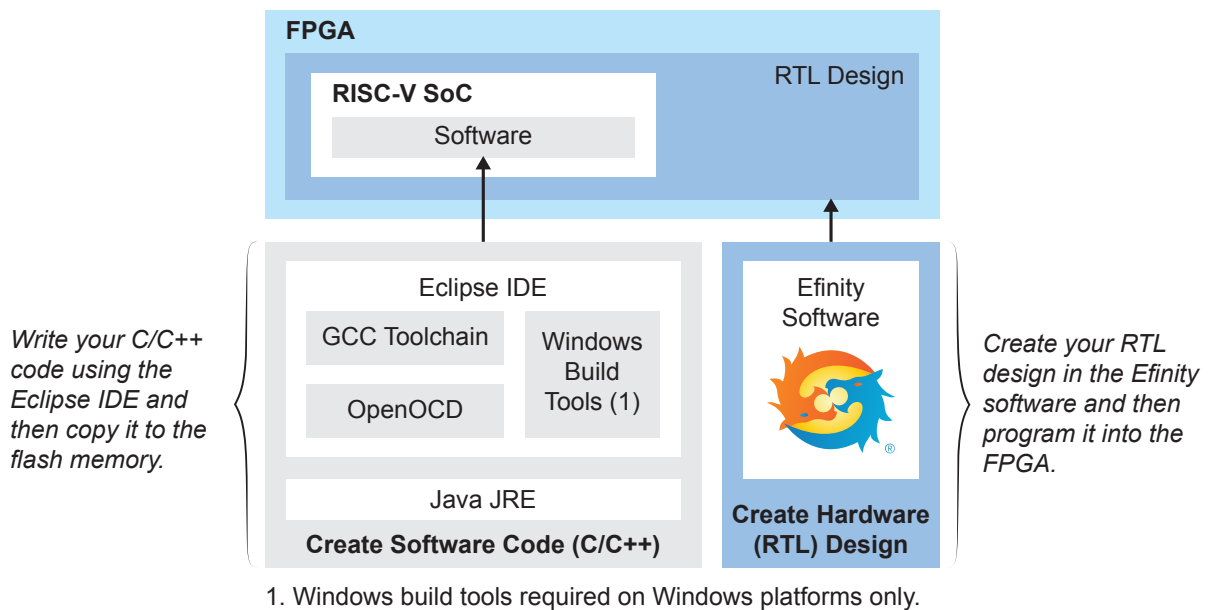 FPGA
RTL Design
RISC-V SoC
Software
Eclipse IDE
GCC Toolchain
OpenOCD
Windows
Build
Tools (1)
Java JRE
Create Software Code (C/C++)
Write your C/C++
code using the
Eclipse IDE and
then copy it to the
flash memory.
Efinity
Software
®
Create Hardware
(RTL) Design
Create your RTL
design in the Efinity
software and then
program it into the
FPGA.
1. Windows build tools required on Windows platforms only.